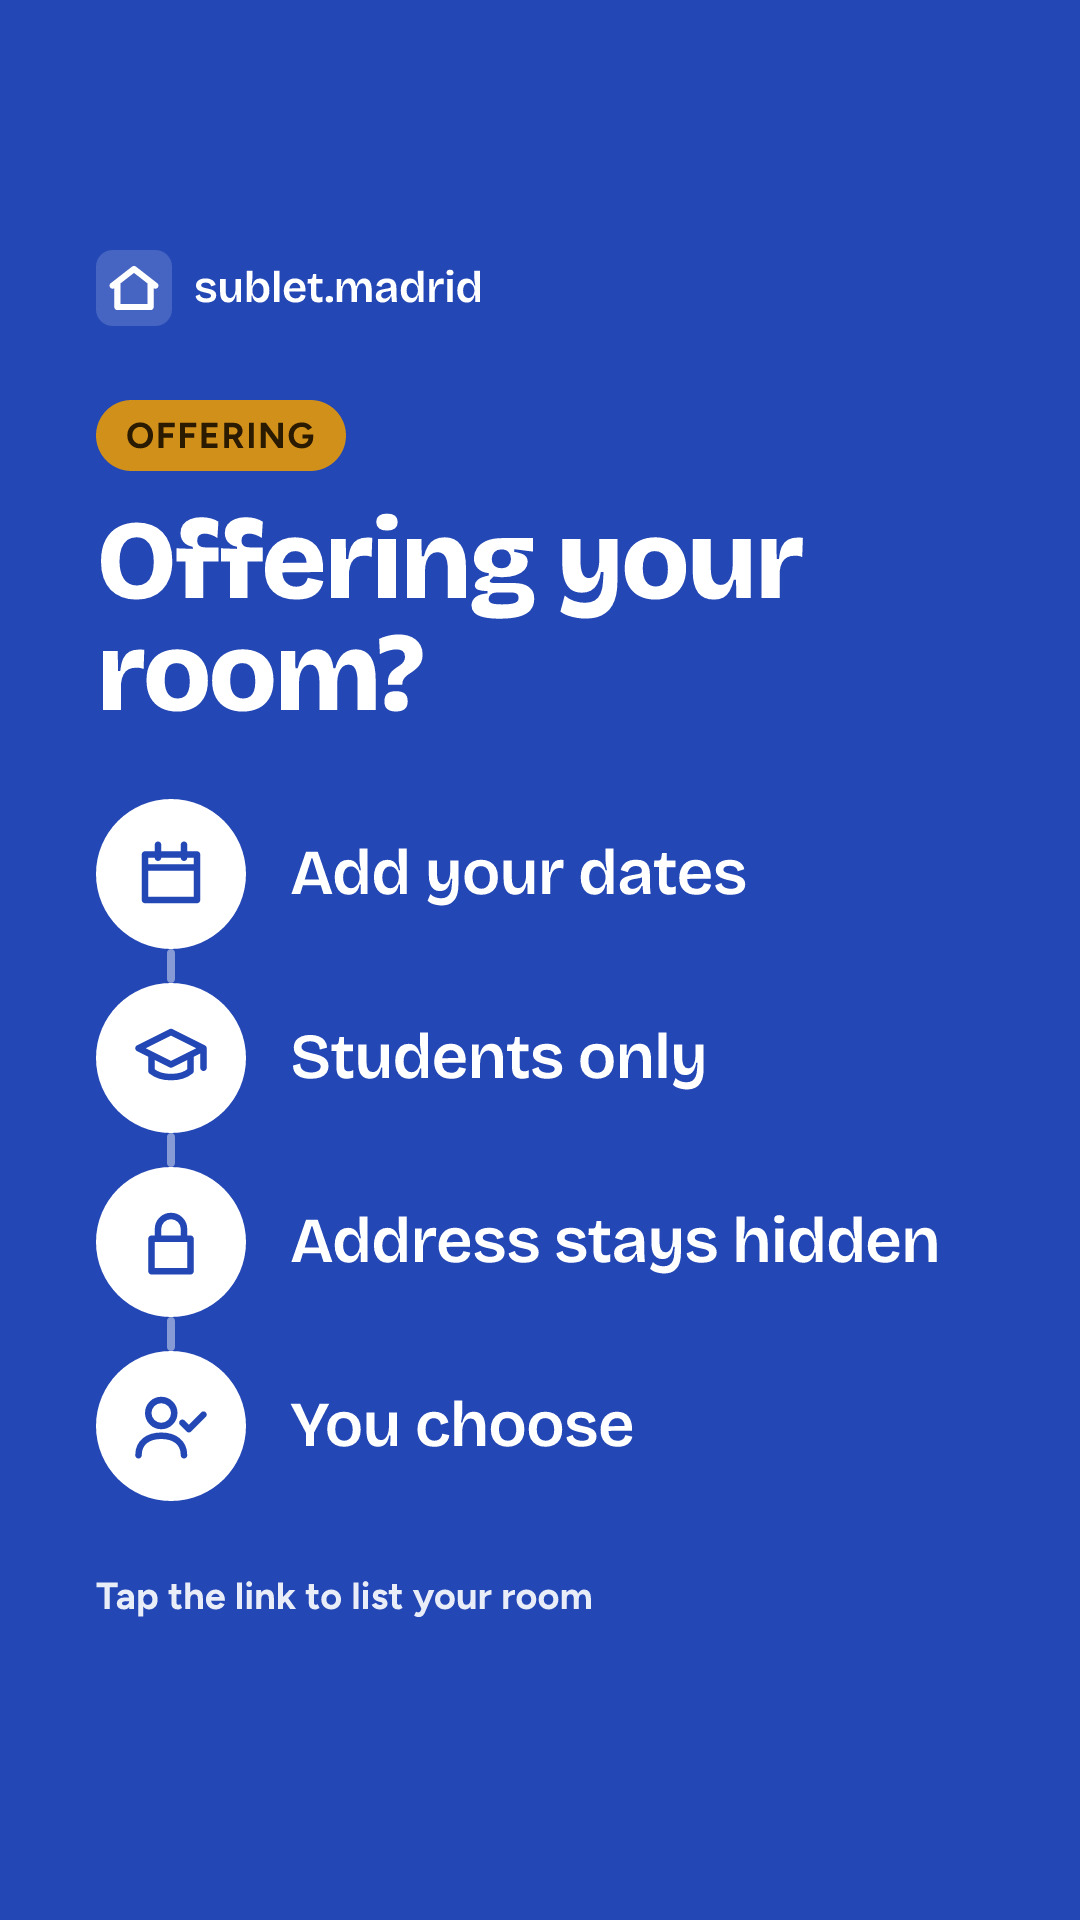 sublet.madrid
OFFERING
Offering your
room?
Add your dates
Students only
Address stays hidden
You choose
Tap the link to list your room